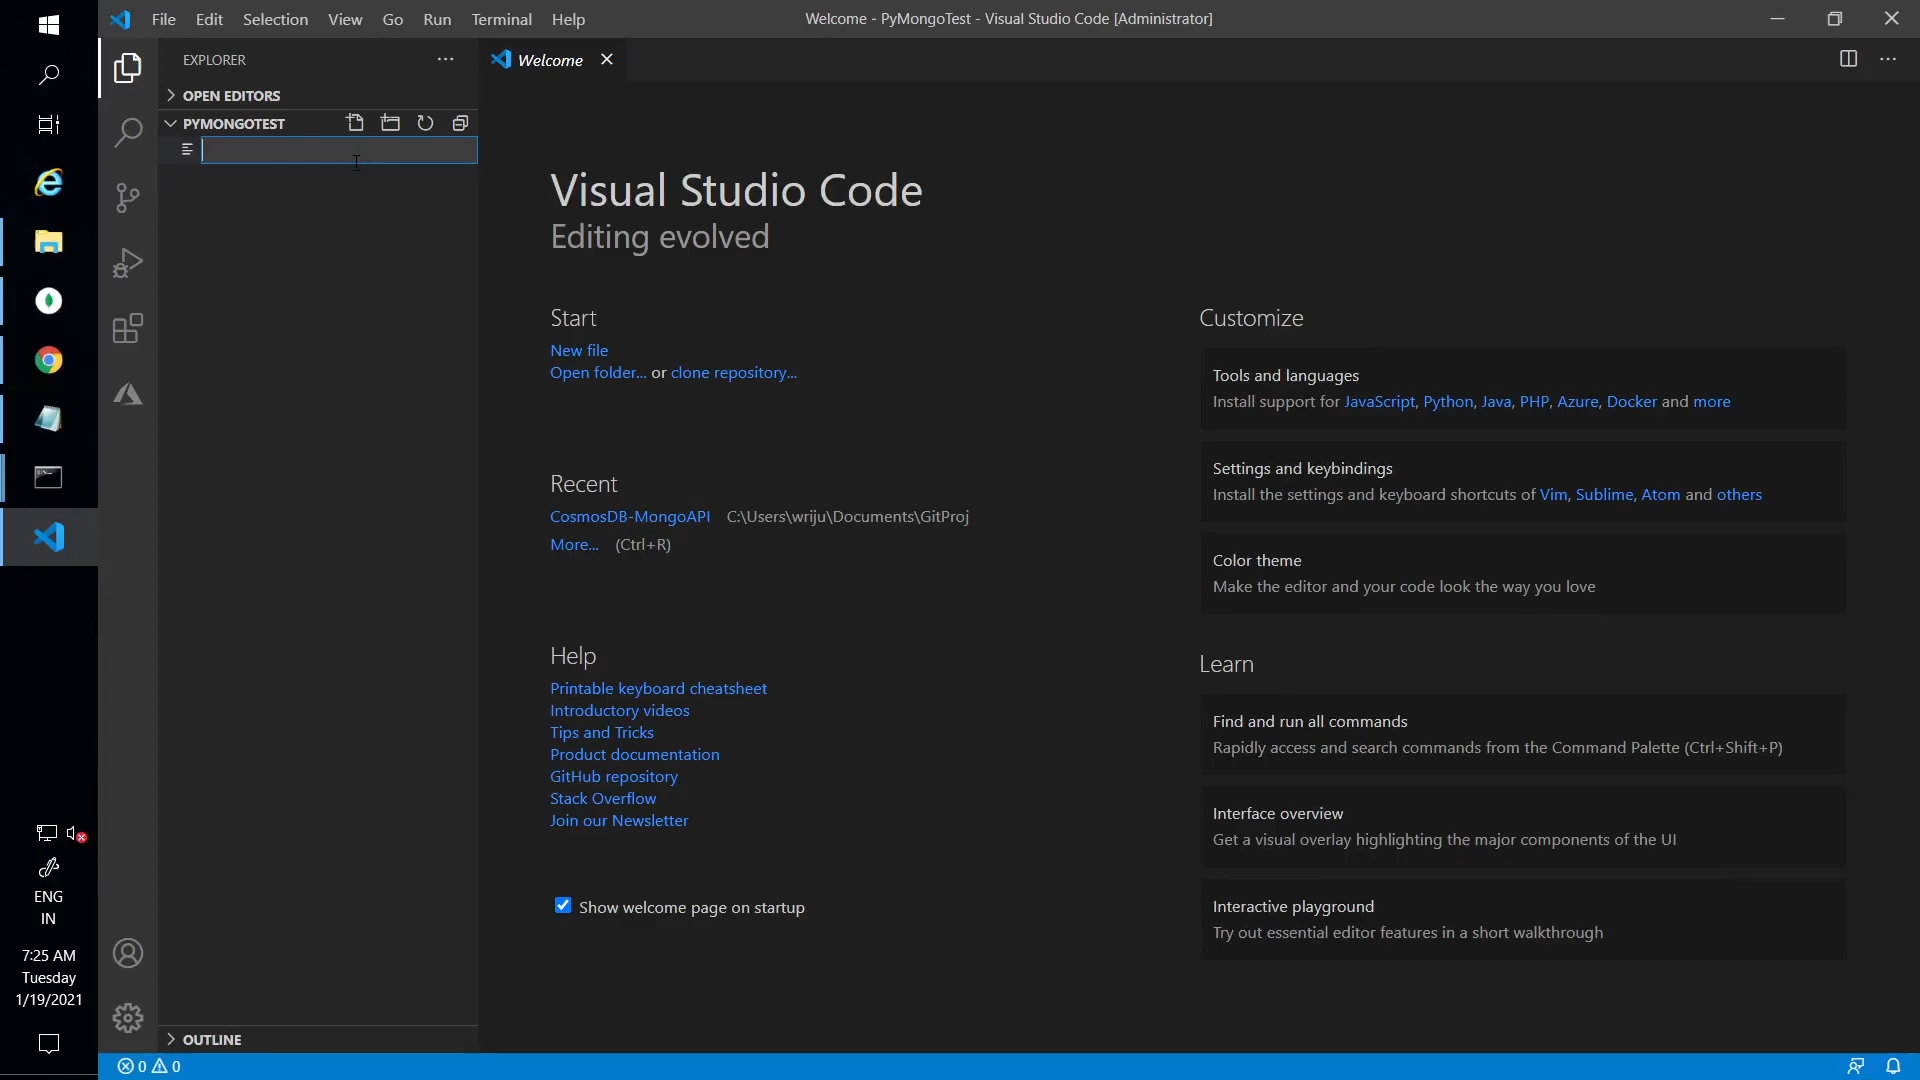 File Edit Selection View Go Run Terminal Help
Welcome - PyMongoTest - Visual Studio Code [Administrator]
EXPLORER
Welcome
OPEN EDITORS
PYMONGOTEST
Visual Studio Code
Editing evolved
Start
New file
Open folder... or clone repository...
Recent
CosmosDB-MongoAPI C:\Users\wriju\Documents\GitProj
More... (Ctrl+R)
Help
Printable keyboard cheatsheet
Introductory videos
Tips and Tricks
Product documentation
GitHub repository
Stack Overflow
Join our Newsletter
Show welcome page on startup
Customize
Tools and languages
Install support for JavaScript, Python, Java, PHP, Azure, Docker and more
Settings and keybindings
Install the settings and keyboard shortcuts of Vim, Sublime, Atom and others
Color theme
Make the editor and your code look the way you love
Learn
Find and run all commands
Rapidly access and search commands from the Command Palette (Ctrl+Shift+P)
Interface overview
Get a visual overlay highlighting the major components of the UI
Interactive playground
Try out essential editor features in a short walkthrough
OUTLINE
0 0
ENG
IN
7:25 AM
Tuesday
1/19/2021